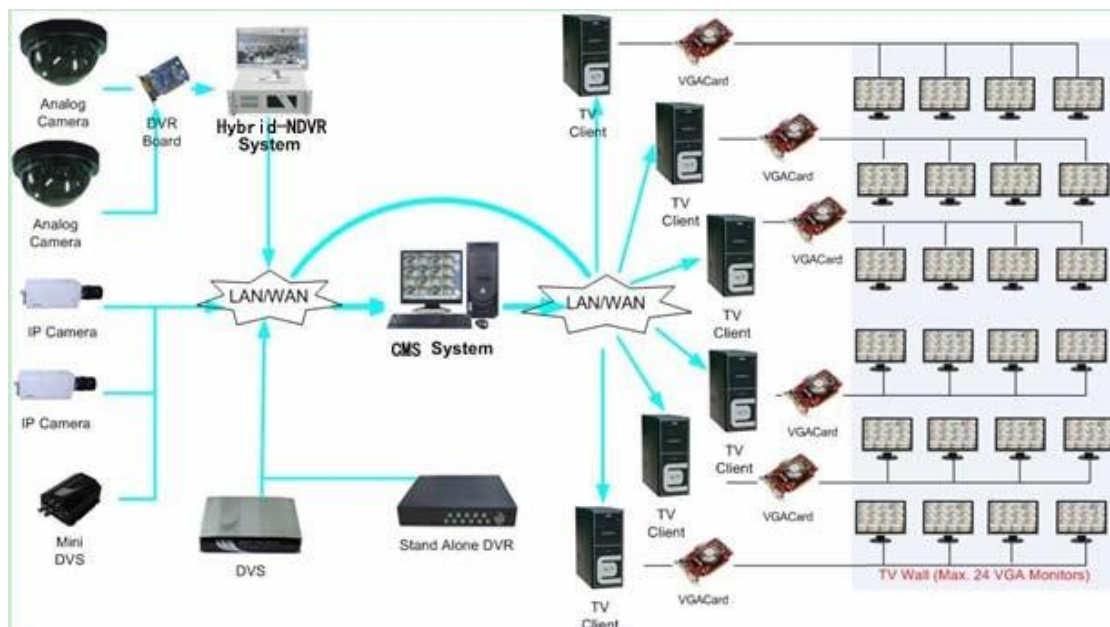 Analog
Camera
DVR
Board
Hybrid-NDVR
System
Analog
Camera
IP Camera
IP Camera
Mini
DVS
DVS
Stand Alone DVR
LAN/WAN
CMS System
LAN/WAN
TV
Client
VGACard
TV
Client
VGACard
TV
Client
VGACard
TV
Client
VGACard
TV
Client
VGACard
TV
Client
VGACard
TV Wall (Max. 24 VGA Monitors)